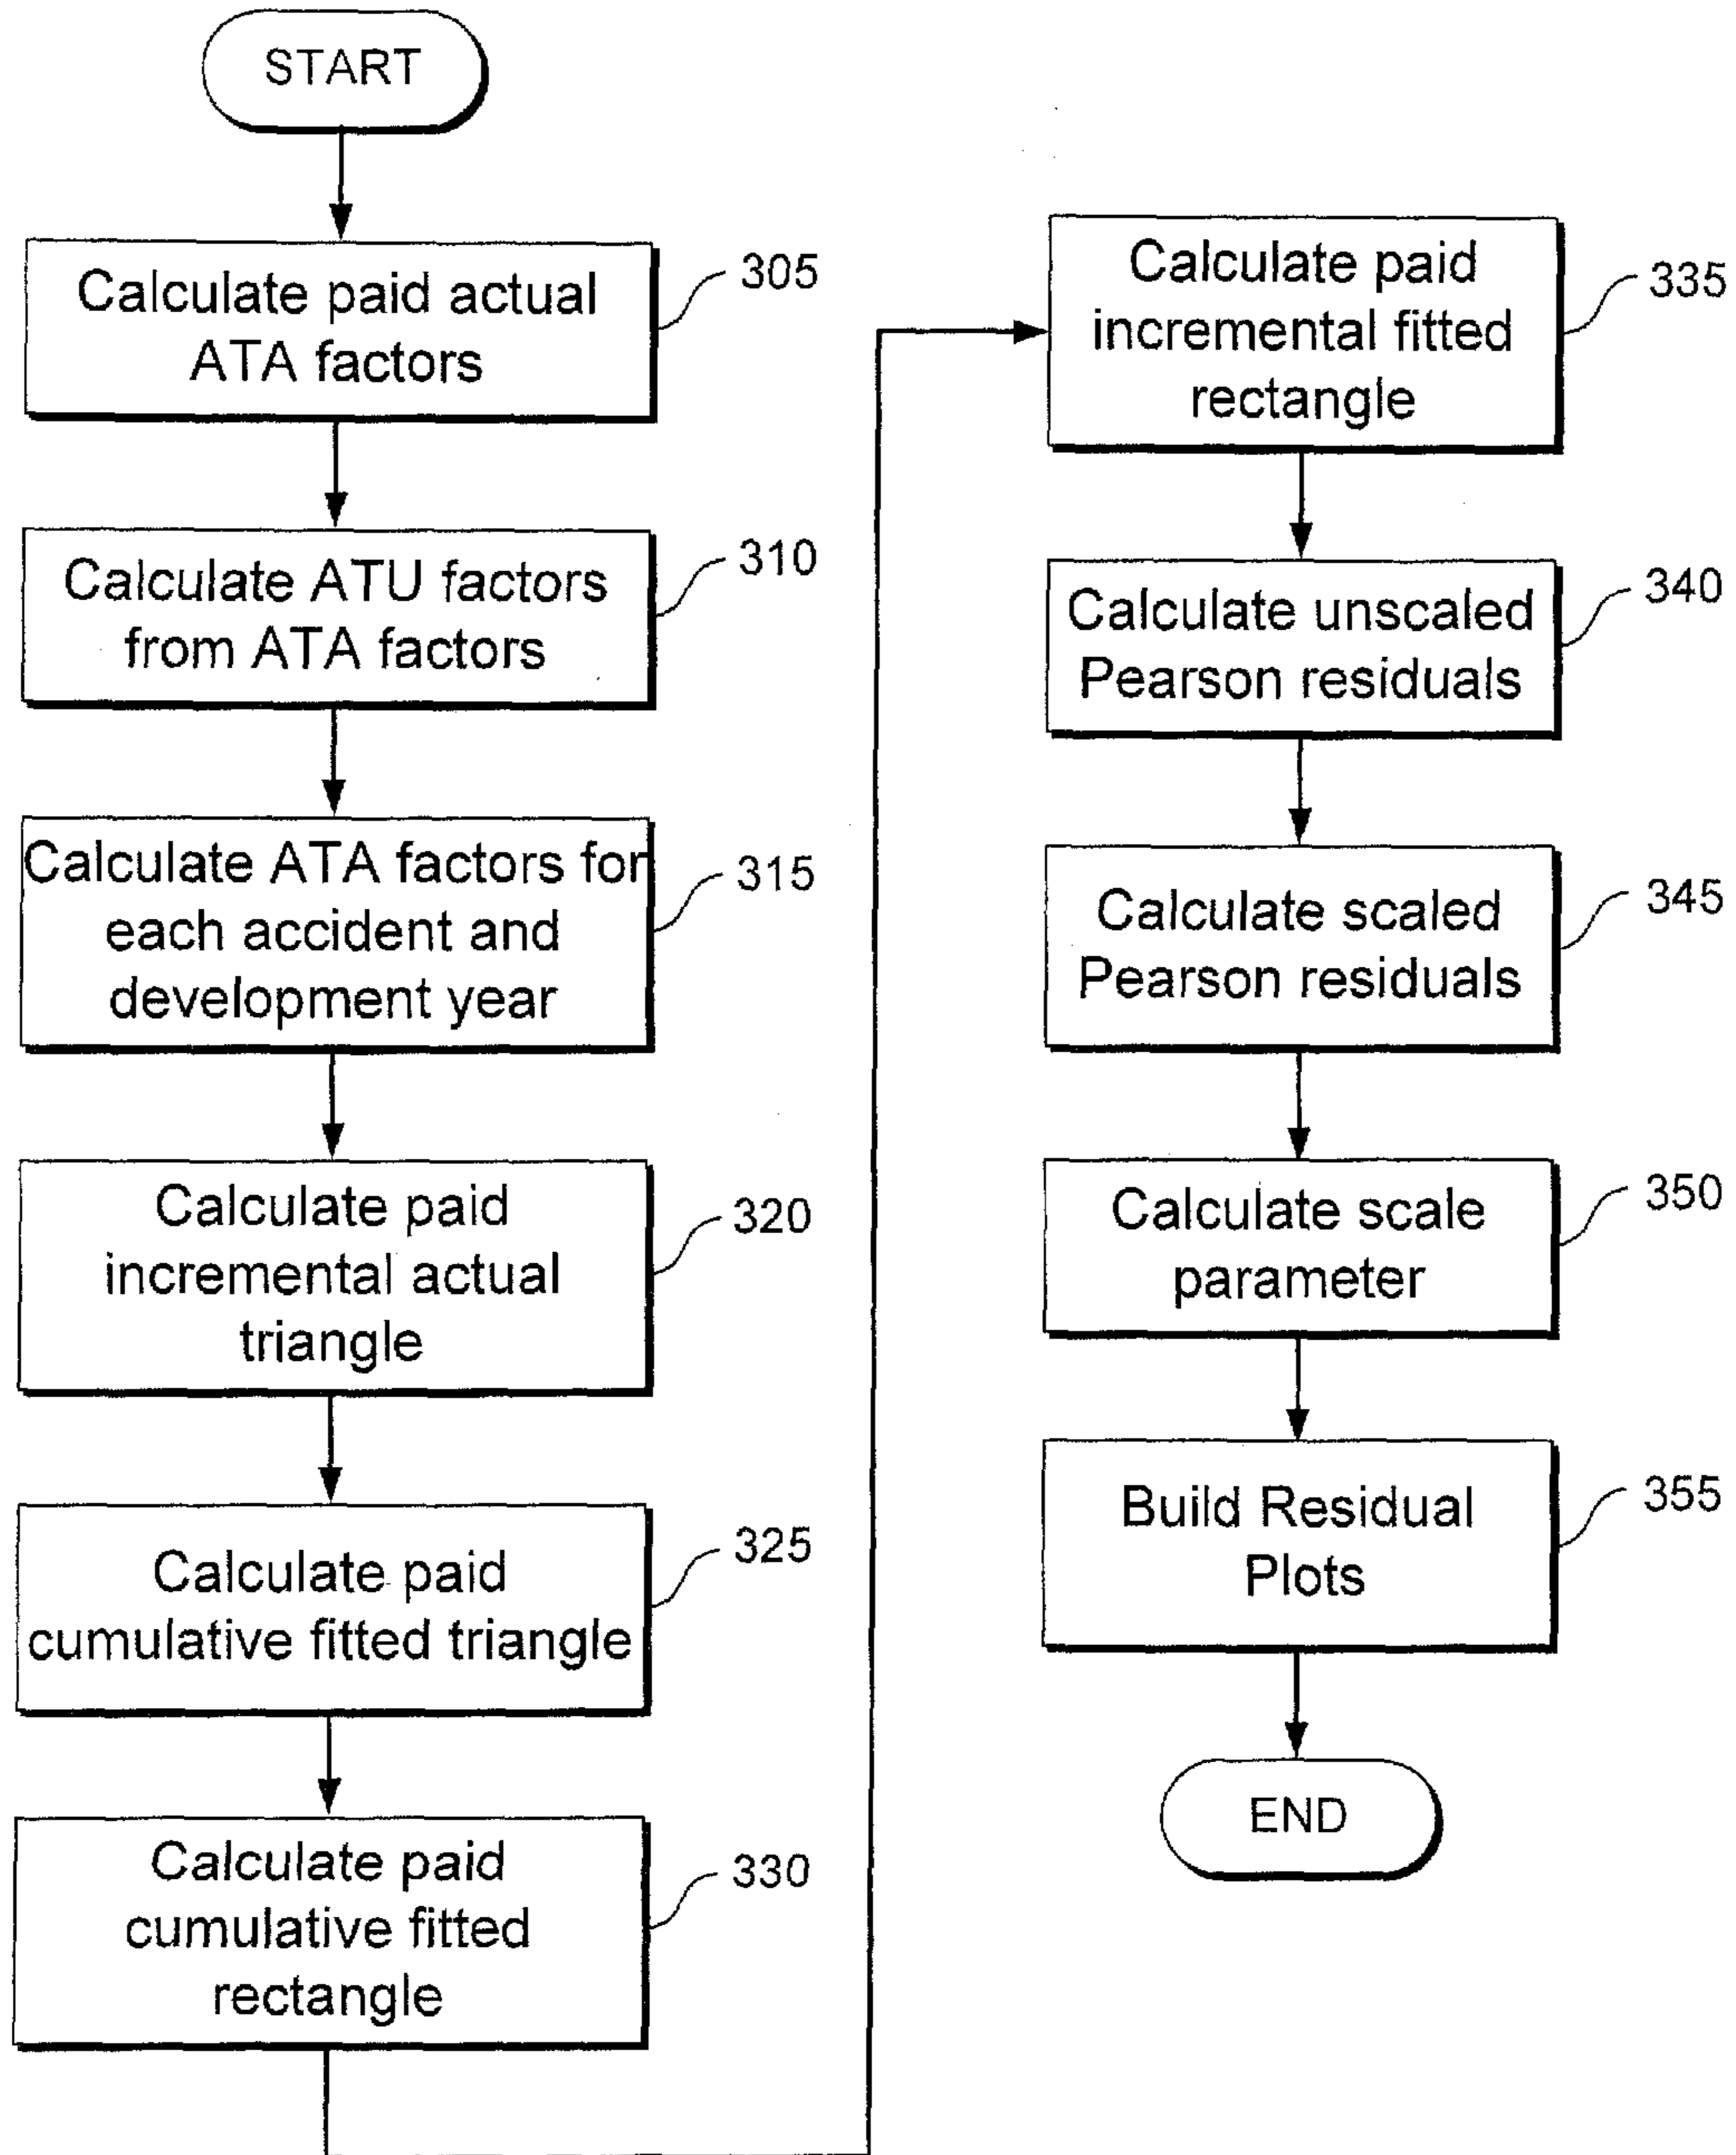 START
Calculate paid actual
ATA factors
305
Calculate ATU factors
from ATA factors
310
Calculate ATA factors for
each accident and
development year
315
Calculate paid
incremental actual
triangle
320
Calculate paid
cumulative fitted triangle
325
Calculate paid
cumulative fitted
rectangle
330
Calculate paid
incremental fitted
rectangle
335
Calculate unscaled
Pearson residuals
340
Calculate scaled
Pearson residuals
345
Calculate scale
parameter
350
Build Residual
Plots
355
END